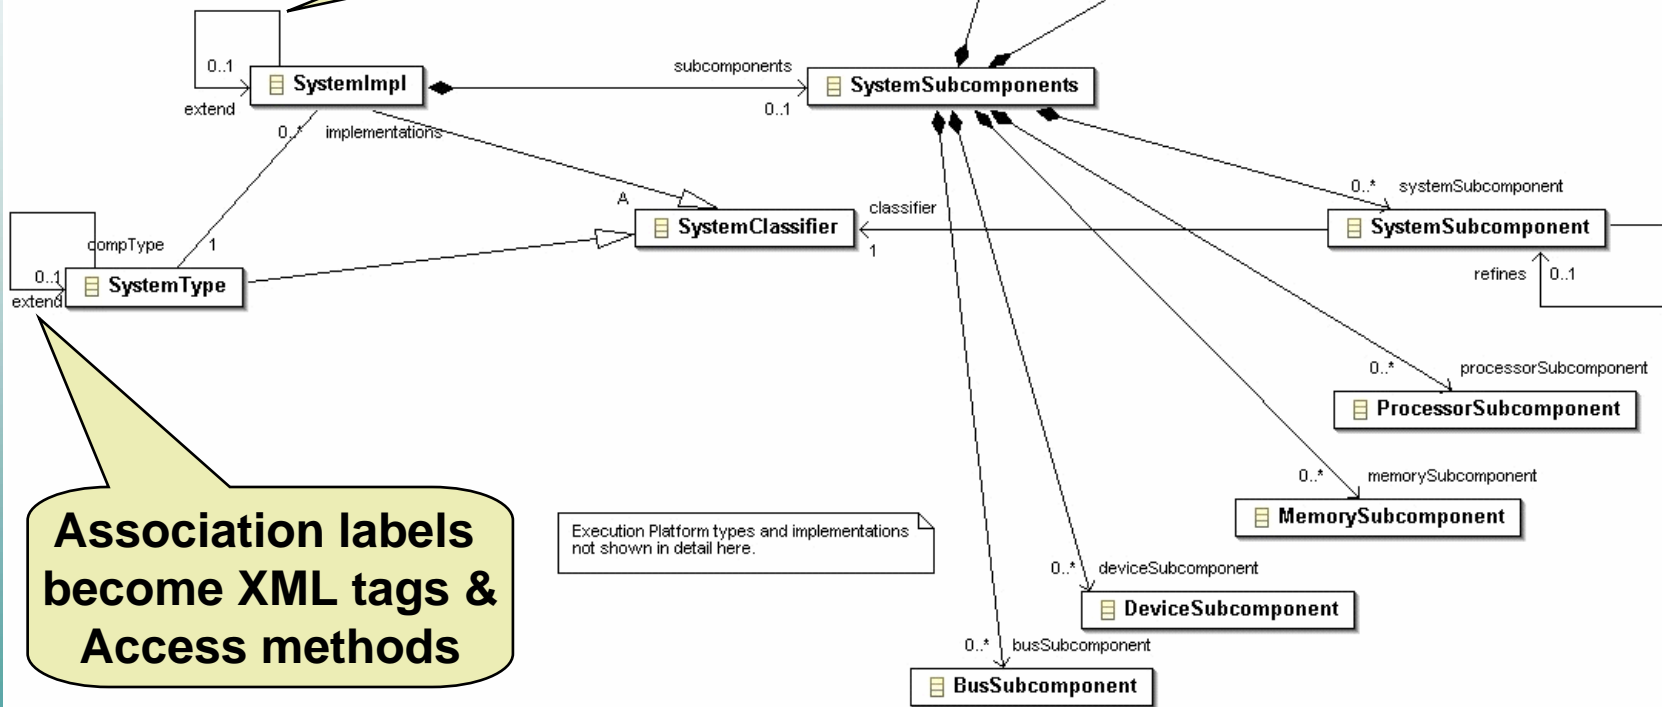 0..1
SystemImpl
extend
subcomponents
0..1
SystemSubcomponents
0..*
implementations
A
classifier
SystemClassifier
1
0..*
systemSubcomponent
SystemSubcomponent
refines
0..1
compType
1
0..1
SystemType
extend
0..*
processorSubcomponent
ProcessorSubcomponent
0..*
memorySubcomponent
MemorySubcomponent
Association labels
become XML tags &
Access methods
Execution Platform types and implementations
not shown in detail here.
0..*
deviceSubcomponent
DeviceSubcomponent
0..*
busSubcomponent
BusSubcomponent